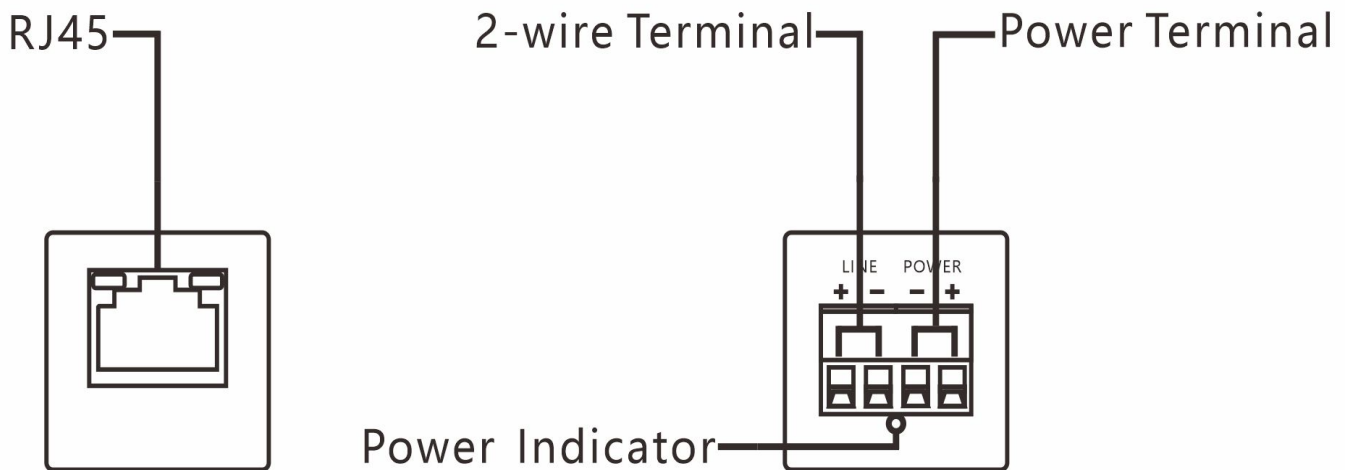 RJ45
2-wire Terminal
Power Terminal
LINE POWER
+ − − +
Power Indicator